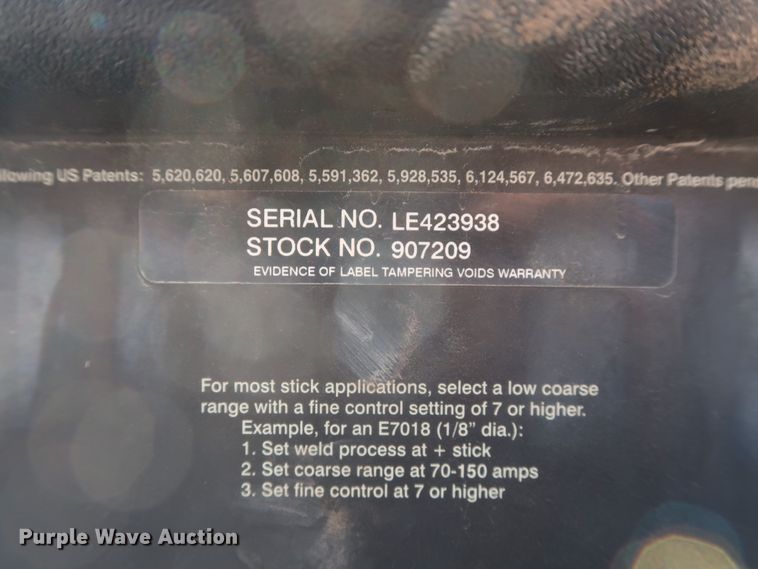 US Patents: 5,620,620, 5,607,608, 5,591,362, 5,928,535, 6,124,567, 6,472,635. Other Patents
SERIAL NO. LE423938
STOCK NO. 907209
EVIDENCE OF LABEL TAMPERING VOIDS WARRANTY
For most stick applications, select a low coarse
range with a fine control setting of 7 or higher.
Example, for an E7018 (1/8" dia.):
1. Set weld process at + stick
2. Set coarse range at 70-150 amps
3. Set fine control at 7 or higher
Purple Wave Auction